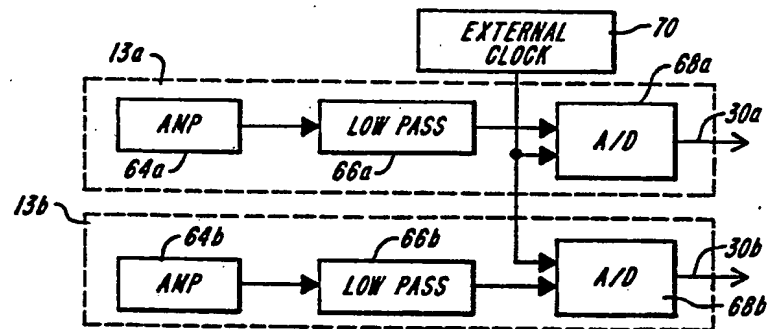 EXTERNAL
CLOCK
70
13a
68a
AMP
LOW PASS
A/D
30a
64a
66a
13b
64b
66b
30b
AMP
LOW PASS
A/D
68b